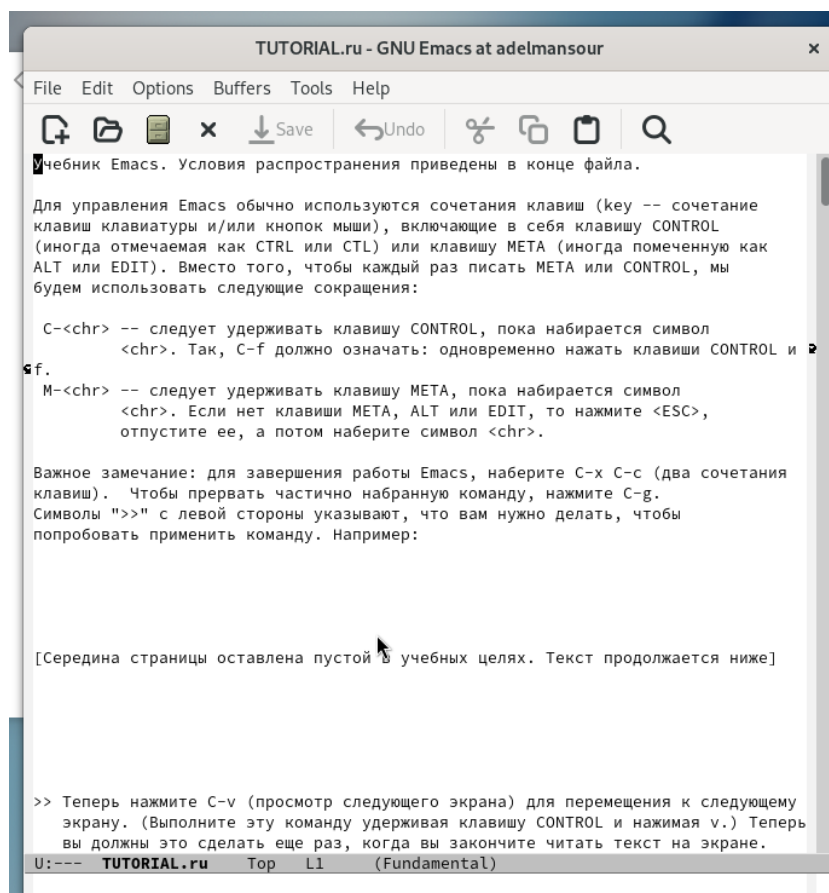 TUTORIAL.ru - GNU Emacs at adelmansour
File Edit Options Buffers Tools Help
Save Undo
Учебник Emacs. Условия распространения приведены в конце файла.
Для управления Emacs обычно используются сочетания клавиш (key -- сочетание
клавиш клавиатуры и/или кнопок мыши), включающие в себя клавишу CONTROL
(иногда отмечаемая как CTRL или CTL) или клавишу META (иногда помеченную как
ALT или EDIT). Вместо того, чтобы каждый раз писать META или CONTROL, мы
будем использовать следующие сокращения:
C-<chr> -- следует удерживать клавишу CONTROL, пока набирается символ
<chr>. Так, C-f должно означать: одновременно нажать клавиши CONTROL и
f.
M-<chr> -- следует удерживать клавишу META, пока набирается символ
<chr>. Если нет клавиши META, ALT или EDIT, то нажмите <ESC>,
отпустите ее, а потом наберите символ <chr>.
Важное замечание: для завершения работы Emacs, наберите C-x C-c (два сочетания
клавиш).  Чтобы прервать частично набранную команду, нажмите C-g.
Символы ">>" с левой стороны указывают, что вам нужно делать, чтобы
попробовать применить команду. Например:
[Середина страницы оставлена пустой в учебных целях. Текст продолжается ниже]
>> Теперь нажмите C-v (просмотр следующего экрана) для перемещения к следующему
экрану. (Выполните эту команду удерживая клавишу CONTROL и нажимая v.) Теперь
вы должны это сделать еще раз, когда вы закончите читать текст на экране.
U:--- TUTORIAL.ru Top L1 (Fundamental)